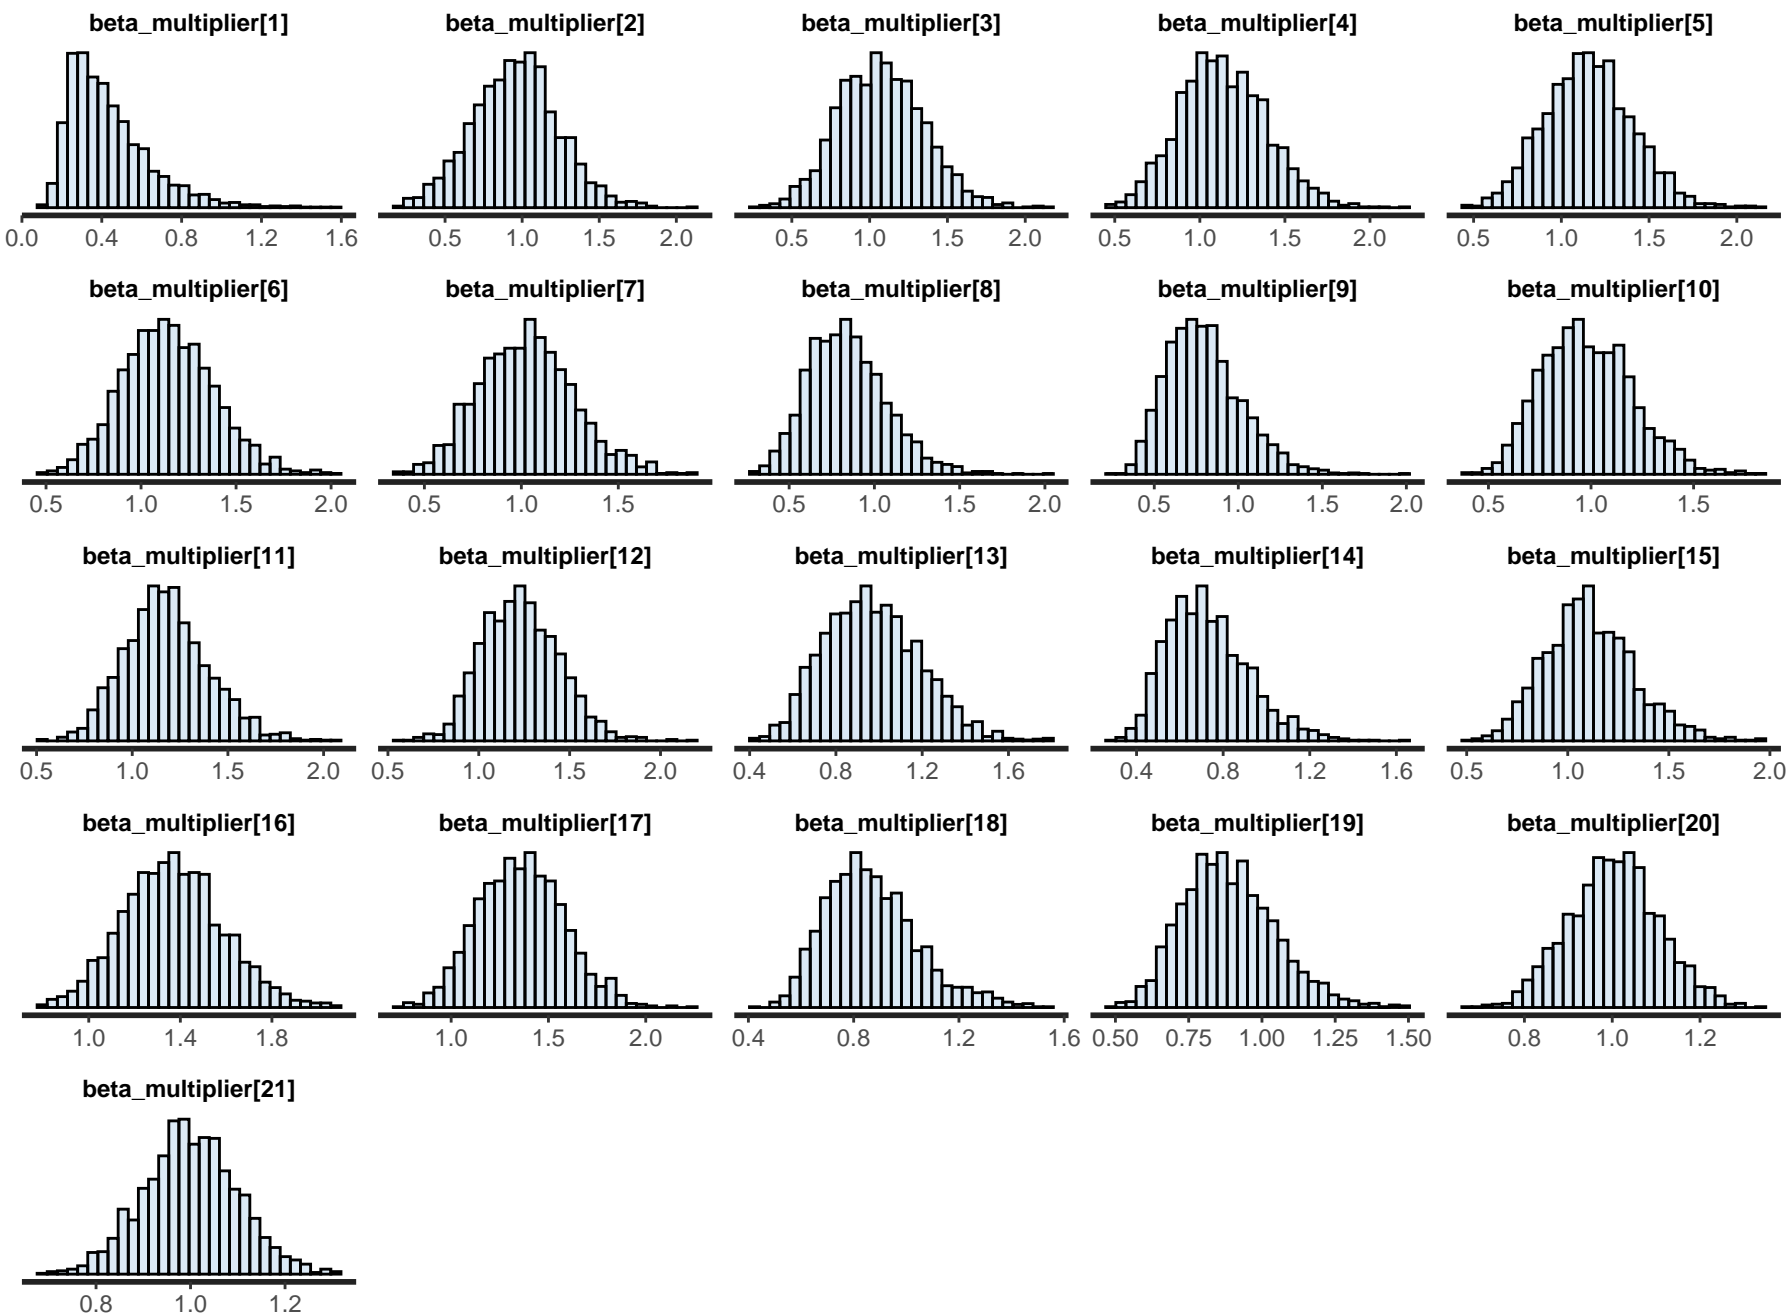 beta_multiplier[1] beta_multiplier[2] beta_multiplier[3] beta_multiplier[4] beta_multiplier[5]
0.0 0.4 0.8 1.2 1.6 0.5 1.0 1.5 2.0 0.5 1.0 1.5 2.0 0.5 1.0 1.5 2.0 0.5 1.0 1.5 2.0
beta_multiplier[6] beta_multiplier[7] beta_multiplier[8] beta_multiplier[9] beta_multiplier[10]
0.5 1.0 1.5 2.0 0.5 1.0 1.5 0.5 1.0 1.5 2.0 0.5 1.0 1.5 2.0 0.5 1.0 1.5
beta_multiplier[11] beta_multiplier[12] beta_multiplier[13] beta_multiplier[14] beta_multiplier[15]
0.5 1.0 1.5 2.0 0.5 1.0 1.5 2.0 0.4 0.8 1.2 1.6 0.4 0.8 1.2 1.6 0.5 1.0 1.5 2.0
beta_multiplier[16] beta_multiplier[17] beta_multiplier[18] beta_multiplier[19] beta_multiplier[20]
1.0 1.4 1.8 1.0 1.5 2.0 0.4 0.8 1.2 1.6 0.50 0.75 1.00 1.25 1.50 0.8 1.0 1.2
beta_multiplier[21]
0.8 1.0 1.2